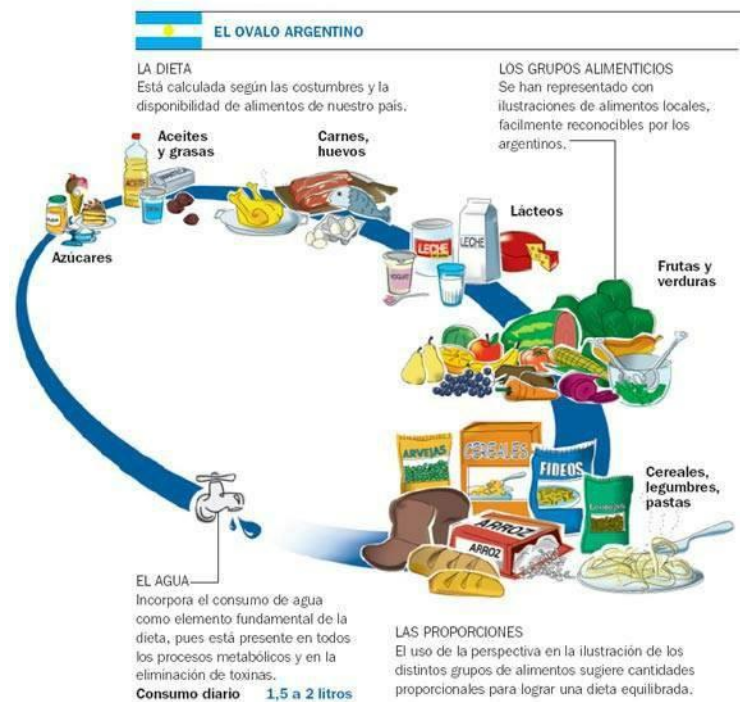 EL OVALO ARGENTINO
LA DIETA
Está calculada según las costumbres y la
disponibilidad de alimentos de nuestro país.
LOS GRUPOS ALIMENTICIOS
Se han representado con
ilustraciones de alimentos locales,
facilmente reconocibles por los
argentinos.
Aceites
y grasas
ACEITE
Carnes,
huevos
Azúcares
Lácteos
LECHE
LECHE
YOGURT
Frutas y
verduras
ARVEJAS
CEREALES
FIDEOS
Cereales,
legumbres,
pastas
ARROZ
ARROZ
EL AGUA
Incorpora el consumo de agua
como elemento fundamental de la
dieta, pues está presente en todos
los procesos metabólicos y en la
eliminación de toxinas.
Consumo diario 1,5 a 2 litros
LAS PROPORCIONES
El uso de la perspectiva en la ilustración de los
distintos grupos de alimentos sugiere cantidades
proporcionales para lograr una dieta equilibrada.